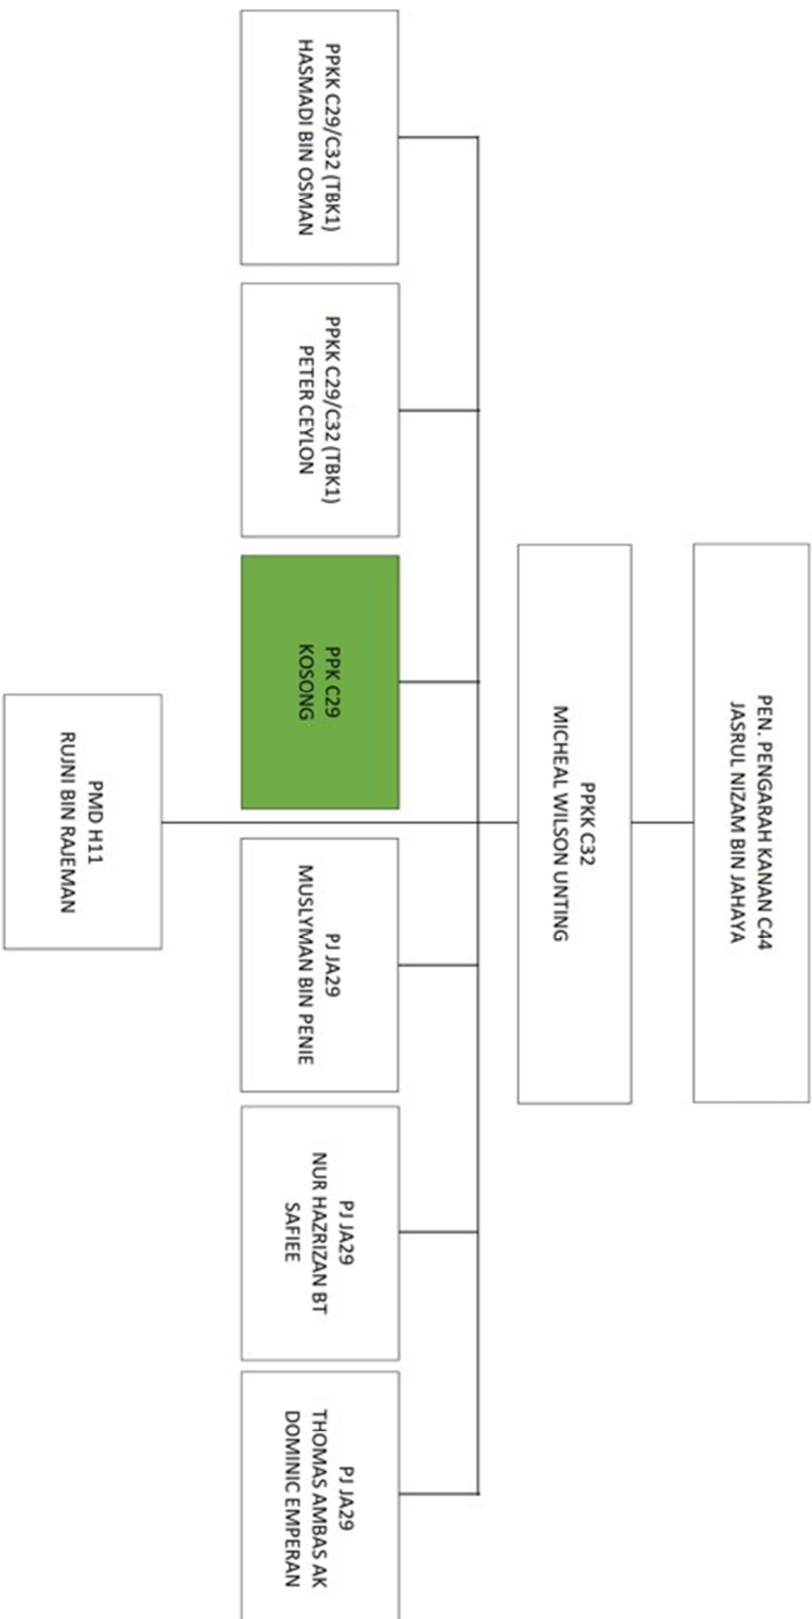 PEN. PENGARAH KANAN C44
JASRUL NIZAM BIN JAHAYA
PPKK C32
MICHEAL WILSON UNTING
PPKK C29/C32 (TBK1)
HASMADI BIN OSMAN
PPKK C29/C32 (TBK1)
PETER CEYLON
PPK C29
KOSONG
PJ JA29
MUSLYMAN BIN PENIE
PJ JA29
NUR HAZRIZAN BT
SAFIEE
PJ JA29
THOMAS AMBAS AK
DOMINIC EMPERAN
PMD H11
RUJNI BIN RAJEMAN